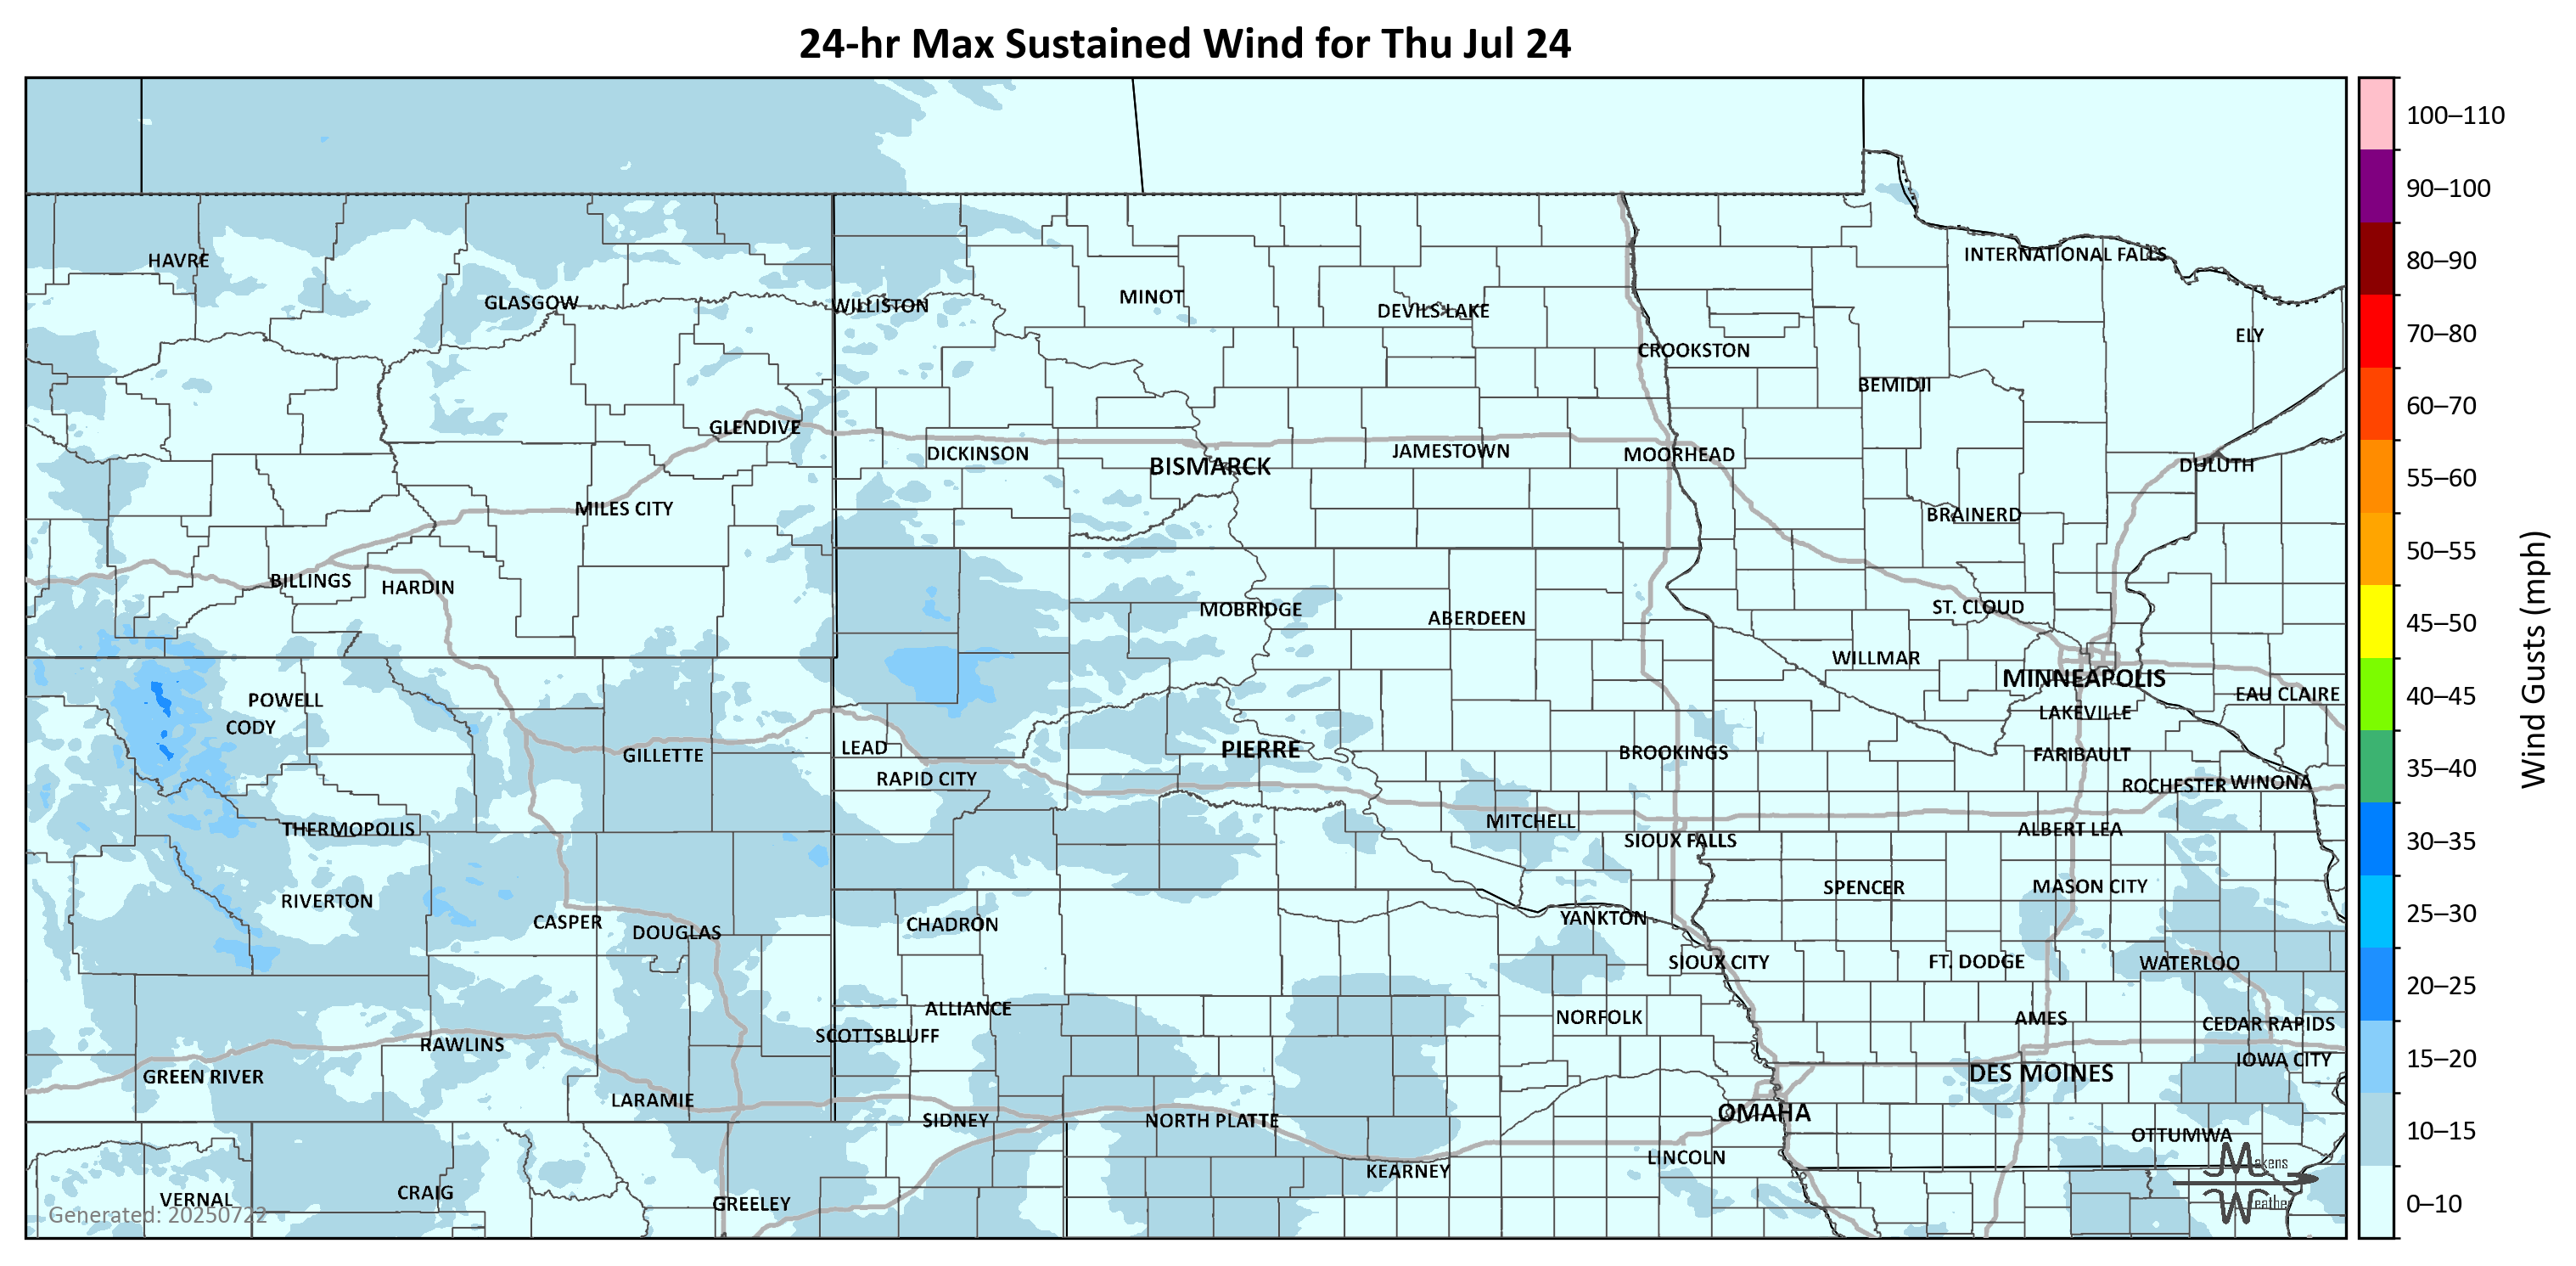 24-hr Max Sustained Wind for Thu Jul 24
100–110
90–100
80–90
70–80
60–70
55–60
50–55
45–50
40–45
35–40
30–35
25–30
20–25
15–20
10–15
0–10
Wind Gusts (mph)
HAVRE
GLASGOW
WILLISTON
MINOT
DEVILS LAKE
INTERNATIONAL FALLS
ELY
CROOKSTON
BEMIDJI
GLENDIVE
DICKINSON
BISMARCK
JAMESTOWN
MOORHEAD
DULUTH
MILES CITY
BRAINERD
BILLINGS
HARDIN
MOBRIDGE
ABERDEEN
ST. CLOUD
WILLMAR
MINNEAPOLIS
EAU CLAIRE
POWELL
CODY
LAKEVILLE
GILLETTE
LEAD
PIERRE
BROOKINGS
FARIBAULT
RAPID CITY
ROCHESTER
WINONA
THERMOPOLIS
MITCHELL
SIOUX FALLS
ALBERT LEA
RIVERTON
SPENCER
MASON CITY
CASPER
DOUGLAS
CHADRON
YANKTON
SIOUX CITY
FT. DODGE
WATERLOO
ALLIANCE
NORFOLK
AMES
CEDAR RAPIDS
SCOTTSBLUFF
RAWLINS
IOWA CITY
GREEN RIVER
DES MOINES
LARAMIE
SIDNEY
NORTH PLATTE
OMAHA
OTTUMWA
LINCOLN
KEARNEY
VERNAL
CRAIG
GREELEY
Makens
Weather
Generated: 20250722